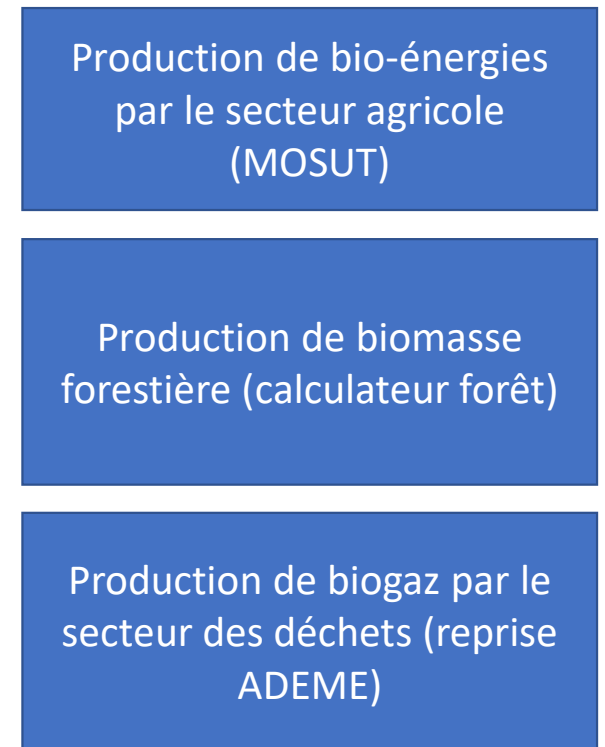 Production de bio-énergies
par le secteur agricole
(MOSUT)
Production de biomasse
forestière (calculateur forêt)
Production de biogaz par le
secteur des déchets (reprise
ADEME)